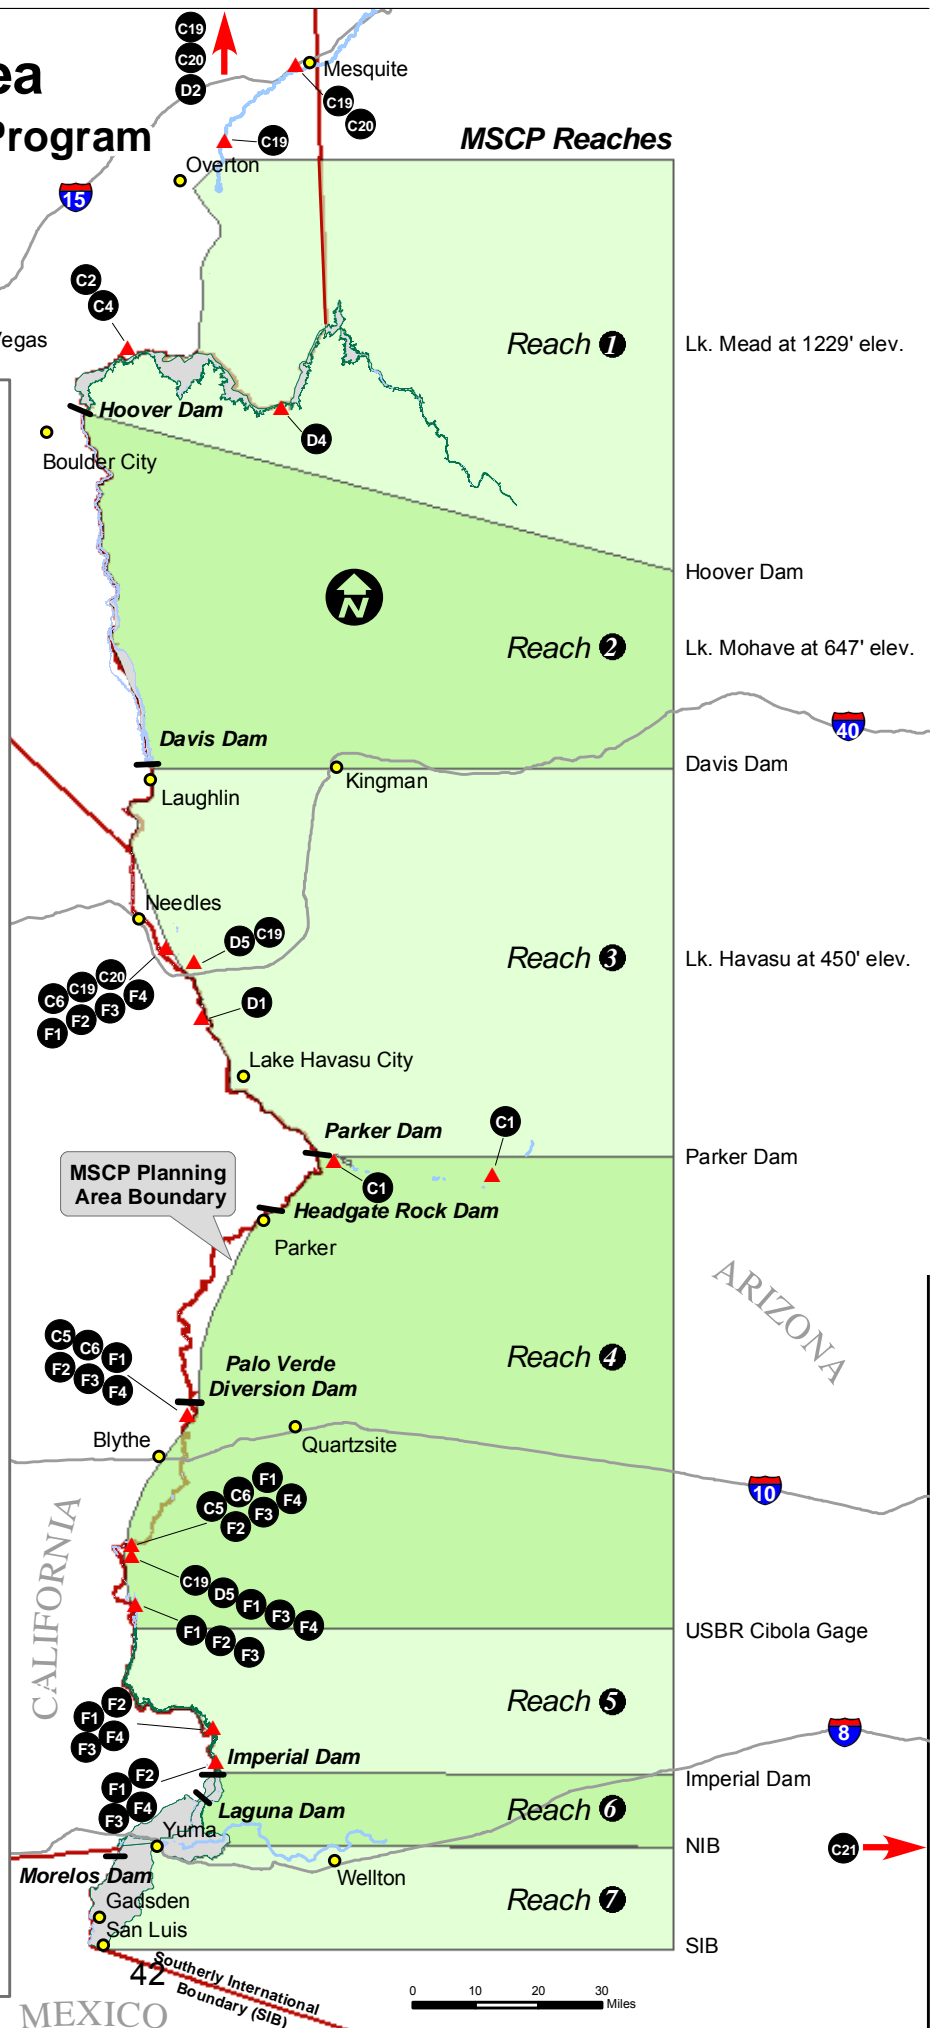 C19
C20
D2
ea
Program
Mesquite
C19
C20
C19
MSCP Reaches
Overton
15
C2
C4
Vegas
Reach 1
Lk. Mead at 1229' elev.
Hoover Dam
D4
Boulder City
Hoover Dam
N
Reach 2
Lk. Mohave at 647' elev.
40
Davis Dam
Davis Dam
Kingman
Laughlin
Needles
D5
C19
Reach 3
Lk. Havasu at 450' elev.
C6
C19
C20
F4
F1
F2
F3
D1
Lake Havasu City
C1
Parker Dam
Parker Dam
MSCP Planning
Area Boundary
C1
Headgate Rock Dam
Parker
ARIZONA
C5
C6
F1
F2
F3
F4
Reach 4
Palo Verde
Diversion Dam
Blythe
Quartzsite
10
C5
C6
F1
F2
F3
F4
CALIFORNIA
C19
D5
F1
F3
F4
F1
F2
F3
USBR Cibola Gage
Reach 5
F1
F2
F3
F4
8
Imperial Dam
Imperial Dam
F1
F2
F3
F4
Laguna Dam
Reach 6
Yuma
NIB
C21
Morelos Dam
Wellton
Gadsden
Reach 7
San Luis
SIB
42
Southerly International
Boundary (SIB)
0 10 20 30
Miles
MEXICO